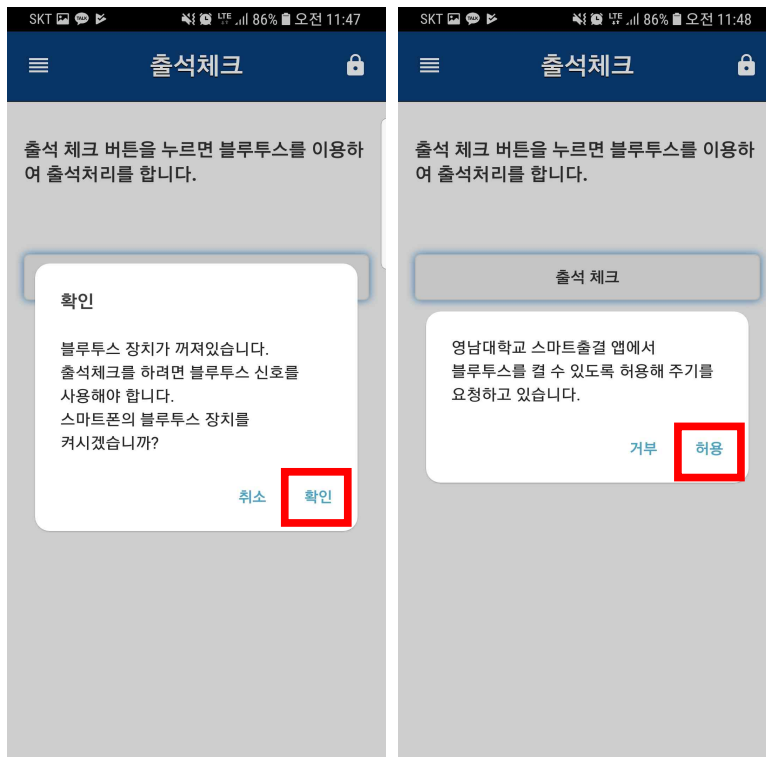 SKT LTE 86% 오전 11:47
출석체크
출석 체크 버튼을 누르면 블루투스를 이용하
여 출석처리를 합니다.
확인
블루투스 장치가 꺼져있습니다.
출석체크를 하려면 블루투스 신호를
사용해야 합니다.
스마트폰의 블루투스 장치를
켜시겠습니까?
취소 확인
SKT LTE 86% 오전 11:48
출석체크
출석 체크 버튼을 누르면 블루투스를 이용하
여 출석처리를 합니다.
출석 체크
영남대학교 스마트출결 앱에서
블루투스를 켤 수 있도록 허용해 주기를
요청하고 있습니다.
거부 허용